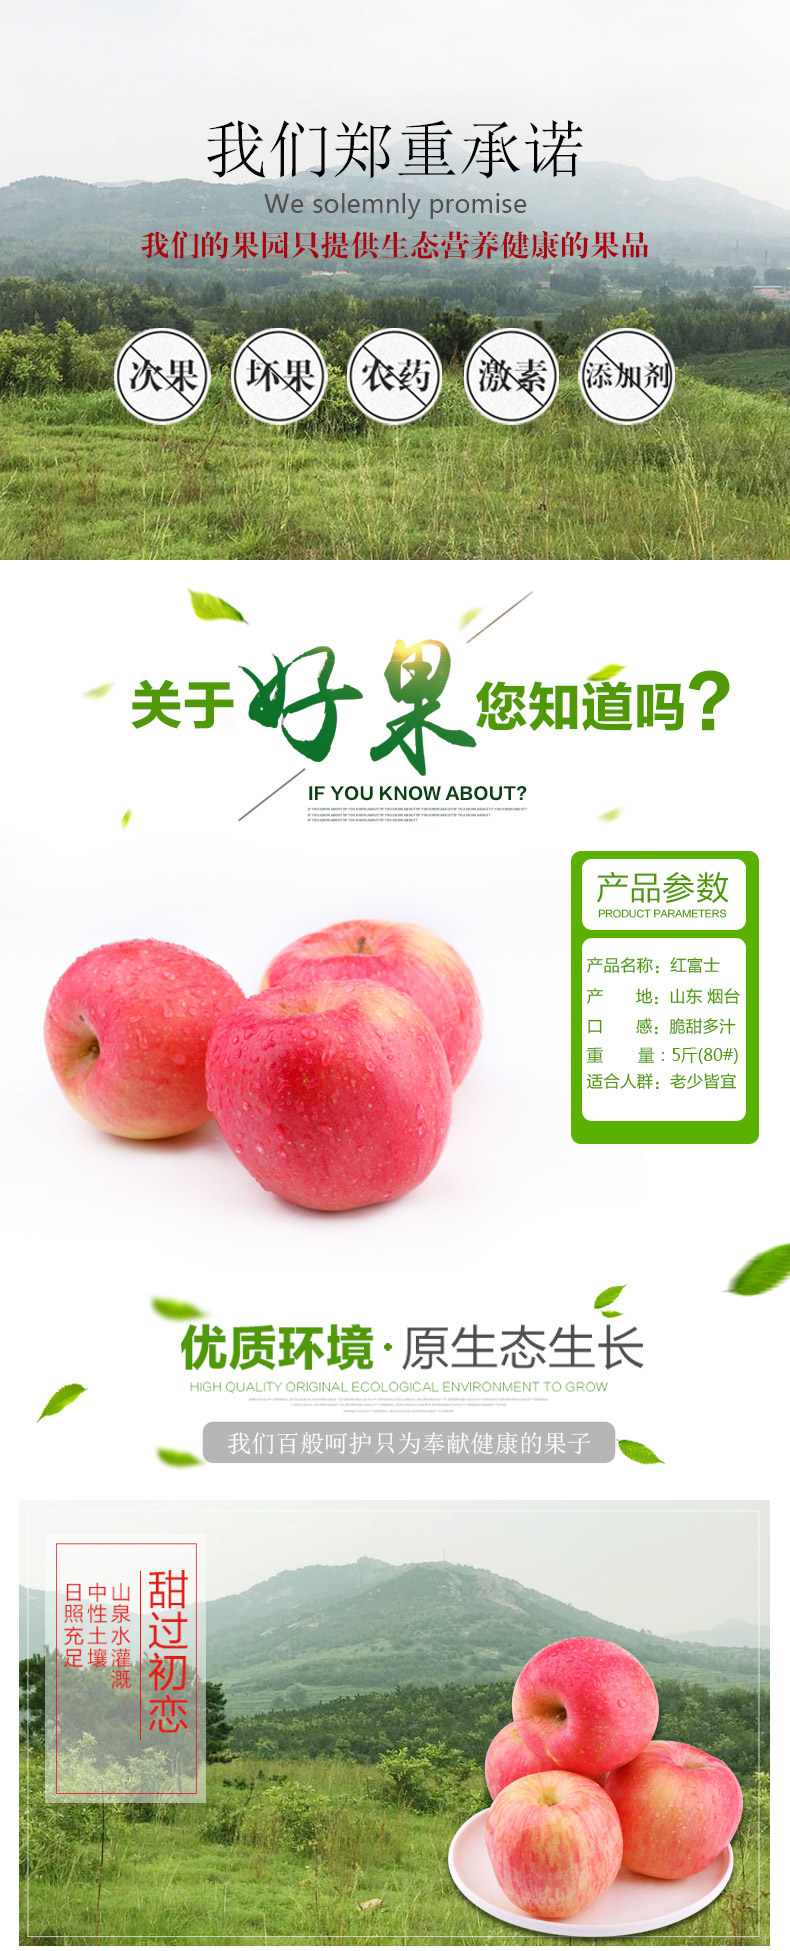 我们郑重承诺
We solemnly promise
我们的果园只提供生态营养健康的果品
次果 坏果 农药 激素 添加剂
关于好果您知道吗?
IF YOU KNOW ABOUT?
产品参数
PRODUCT PARAMETERS
产品名称：红富士
产 地：山东 烟台
口 感：脆甜多汁
重 量：5斤(80#)
适合人群：老少皆宜
优质环境·原生态生长
HIGH QUALITY ORIGINAL ECOLOGICAL ENVIRONMENT TO GROW
我们百般呵护只为奉献健康的果子
甜过初恋
山泉水灌溉
中性土壤
日照充足